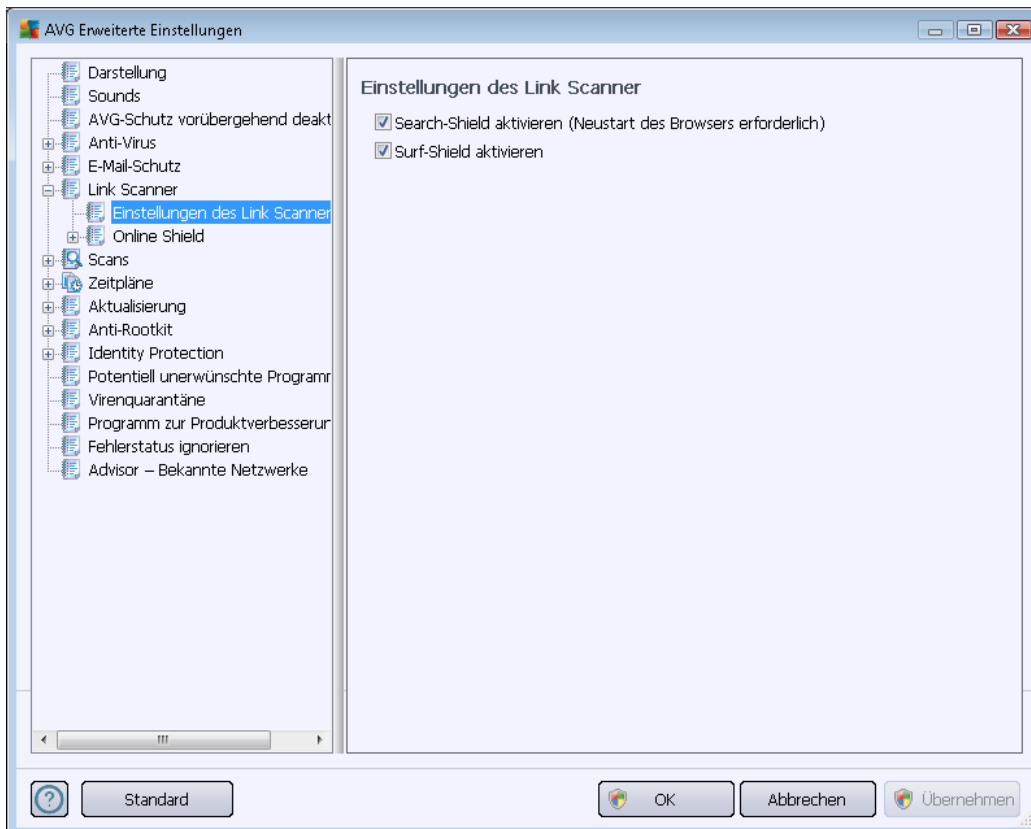 AVG Erweiterte Einstellungen
Darstellung
Sounds
AVG-Schutz vorübergehend deakt
Anti-Virus
E-Mail-Schutz
Link Scanner
Einstellungen des Link Scanner
Online Shield
Scans
Zeitpläne
Aktualisierung
Anti-Rootkit
Identity Protection
Potentiell unerwünschte Programr
Virenquarantäne
Programm zur Produktverbesserur
Fehlerstatus ignorieren
Advisor – Bekannte Netzwerke
Einstellungen des Link Scanner
Search-Shield aktivieren (Neustart des Browsers erforderlich)
Surf-Shield aktivieren
Standard
OK
Abbrechen
Übernehmen